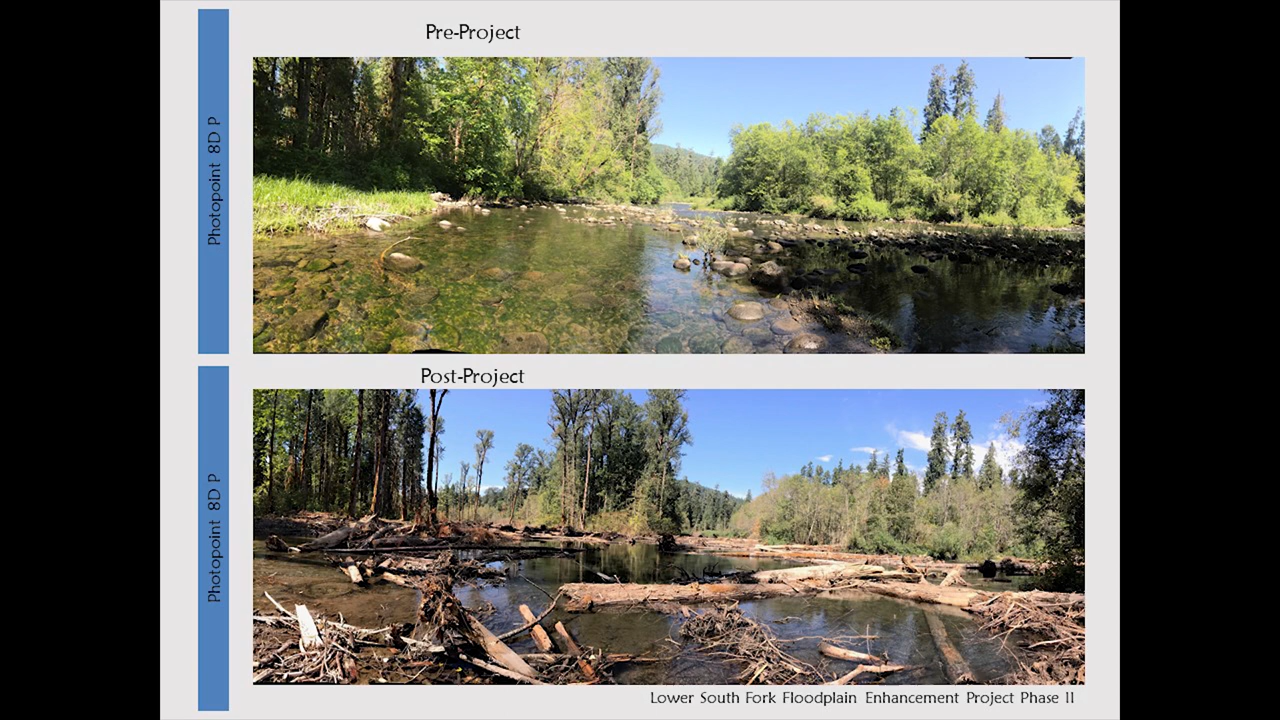 Pre-Project
Photopoint 8D P
Post-Project
Photopoint 8D P
Lower South Fork Floodplain Enhancement Project Phase II